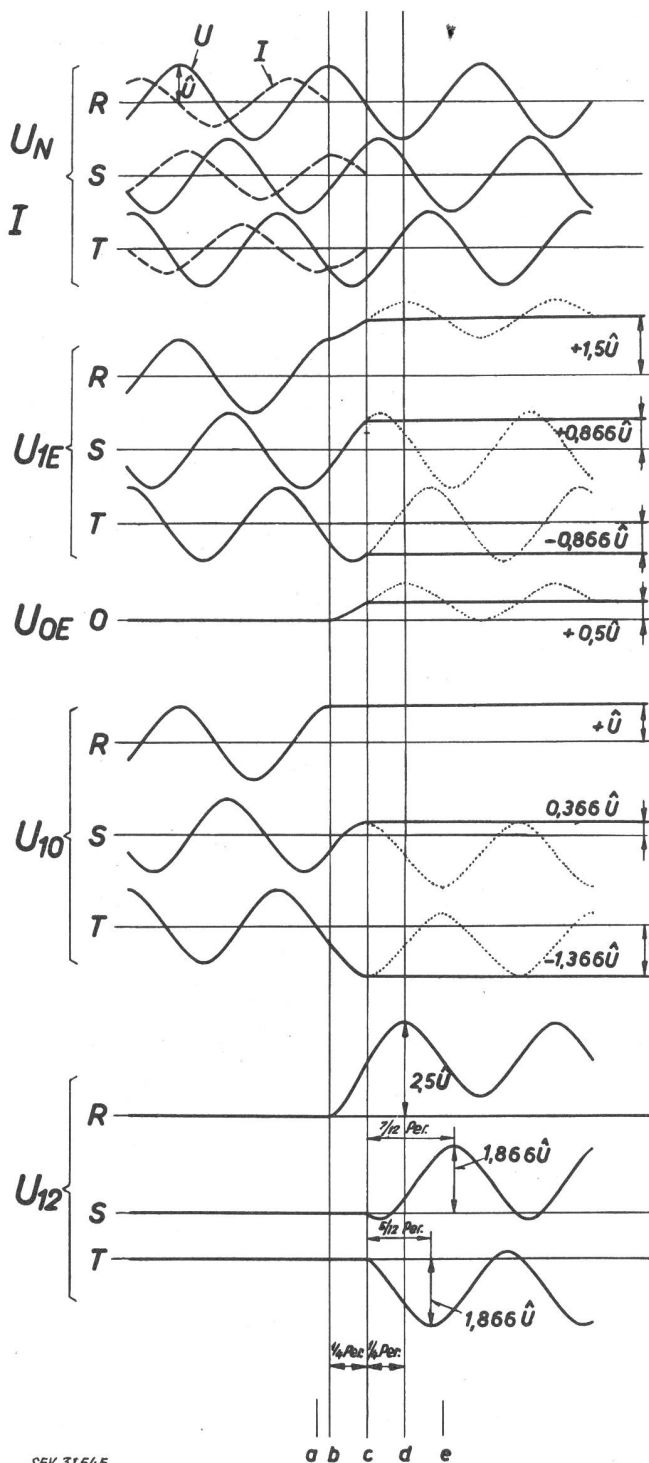 U I
R Û
U_N S
I T
R +1,5Û
U_1E S +0,866Û
T -0,866Û
U_0E 0 +0,5Û
R +Û
0,366Û
U_10 S
T -1,366Û
R 2,5Û
7/12 Per.
1,866Û
U_12 S
5/12 Per.
T
1,866Û
1/4 Per. 1/4 Per.
a b c d e
SEV 31545